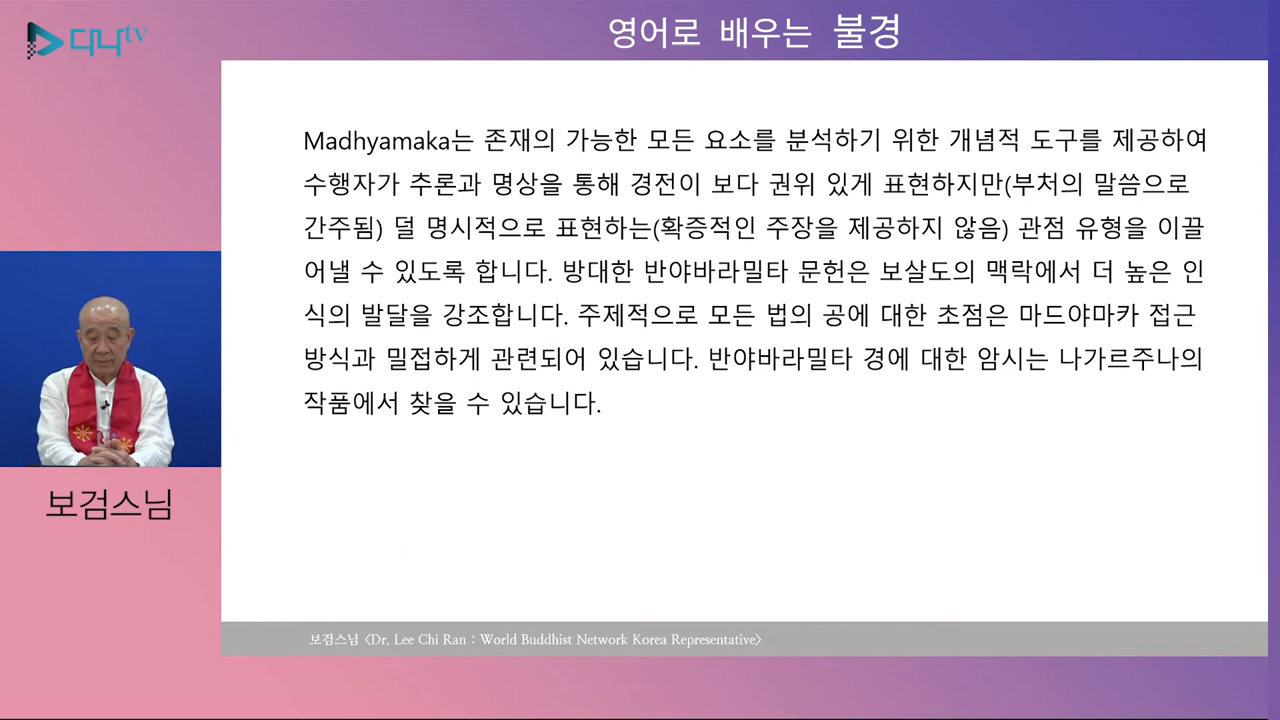 다나tv
영어로 배우는 불경
Madhyamaka는 존재의 가능한 모든 요소를 분석하기 위한 개념적 도구를 제공하여
수행자가 추론과 명상을 통해 경전이 보다 권위 있게 표현하지만(부처의 말씀으로
간주됨) 덜 명시적으로 표현하는(확증적인 주장을 제공하지 않음) 관점 유형을 이끌
어낼 수 있도록 합니다. 방대한 반야바라밀타 문헌은 보살도의 맥락에서 더 높은 인
식의 발달을 강조합니다. 주제적으로 모든 법의 공에 대한 초점은 마드야마카 접근
방식과 밀접하게 관련되어 있습니다. 반야바라밀타 경에 대한 암시는 나가르주나의
작품에서 찾을 수 있습니다.
보검스님
보검스님 <Dr. Lee Chi Ran : World Buddhist Network Korea Representative>